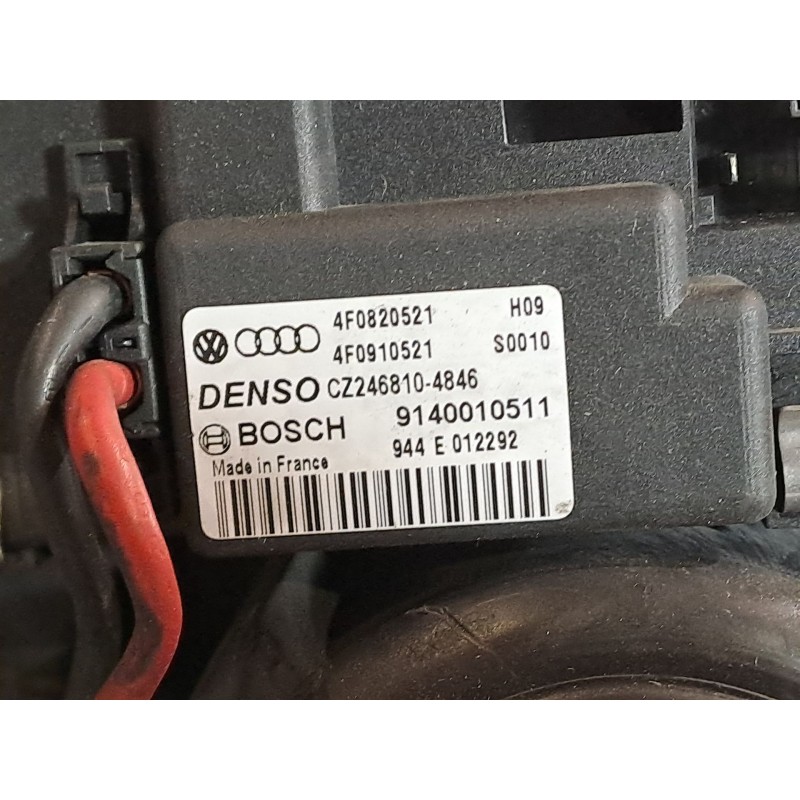 4F0820521 H09
4F0910521 S0010
DENSO CZ246810-4846
BOSCH 9140010511
944 E 012292
Made in France